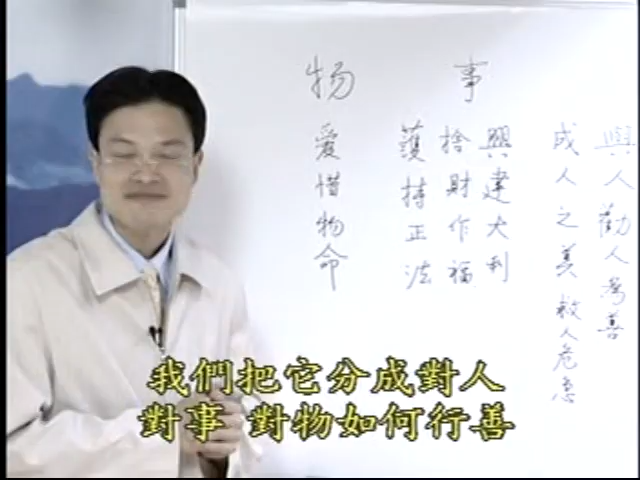 事
物
與人勸人為善
成人之美 救人危急
興建大利
捨財作福
護持正法
愛惜物命
我們把它分成對人
對事 對物如何行善